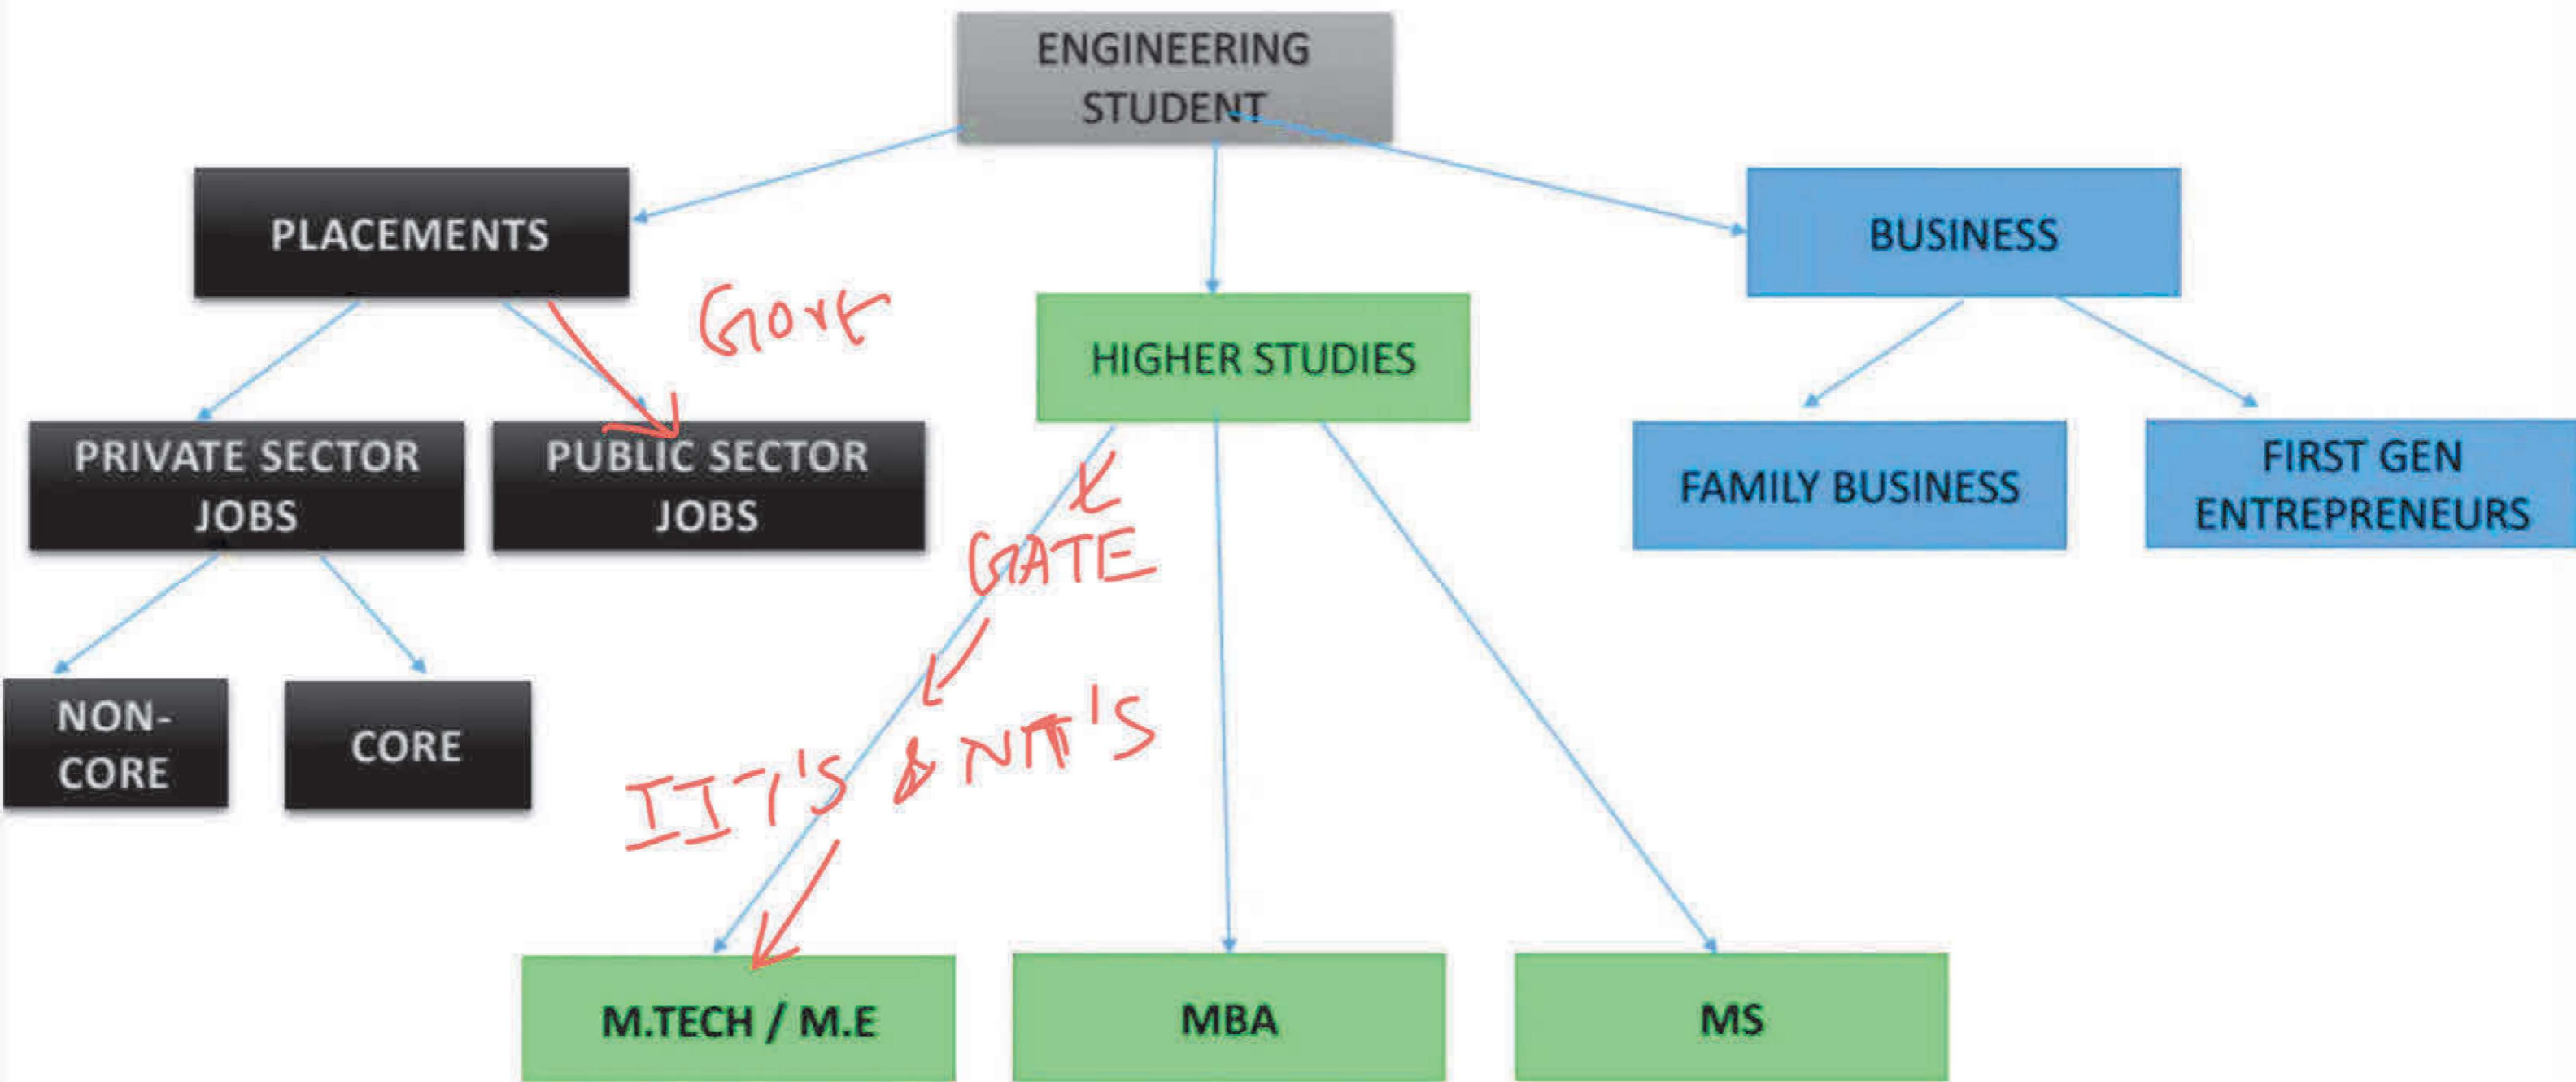 ENGINEERING
STUDENT
PLACEMENTS
BUSINESS
Govt
HIGHER STUDIES
PRIVATE SECTOR
JOBS
PUBLIC SECTOR
JOBS
FAMILY BUSINESS
FIRST GEN
ENTREPRENEURS
GATE
NON-
CORE
CORE
IIT'S & NIT'S
M.TECH / M.E
MBA
MS